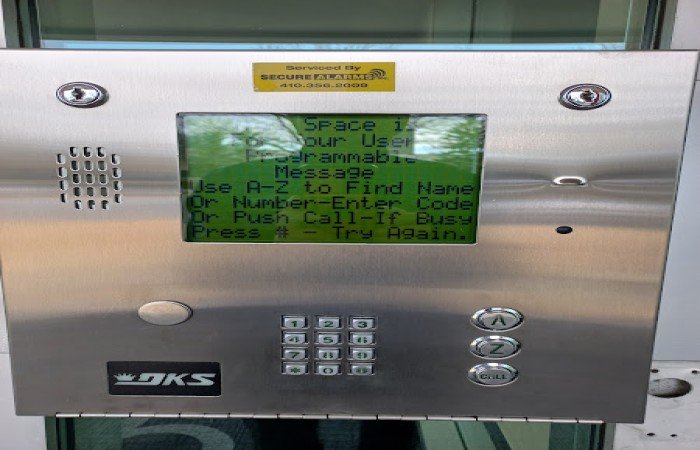 Serviced By
SECURE ALARMS
410.356.2009
Space is
Your User
Programmable
Message
Use A-Z to Find Name
Or Number-Enter Code
Or Push Call-If Busy
Press # - Try Again.
1 2 3
4 5 6
7 8 9
* 0 #
A
Z
CALL
DKS